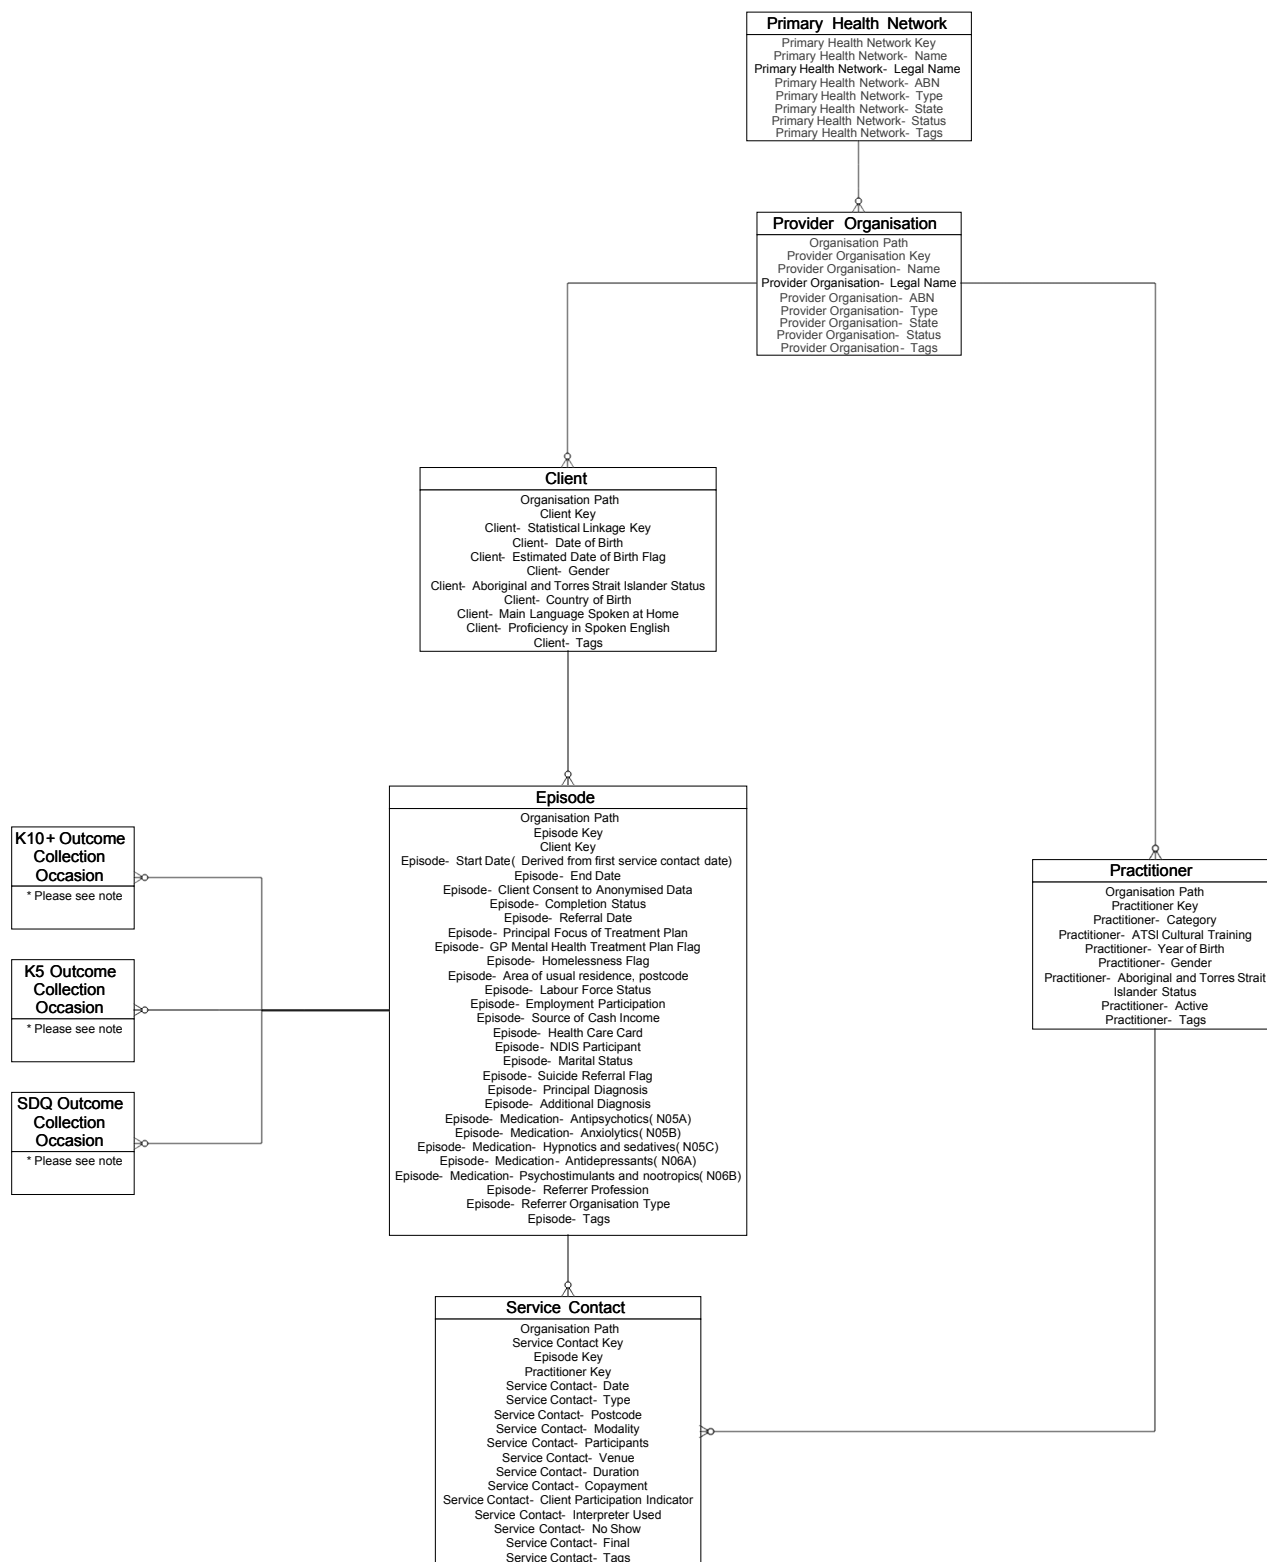 Primary Health Network
Primary Health Network Key
Primary Health Network- Name
Primary Health Network- Legal Name
Primary Health Network- ABN
Primary Health Network- Type
Primary Health Network- State
Primary Health Network- Status
Primary Health Network- Tags
Provider Organisation
Organisation Path
Provider Organisation Key
Provider Organisation- Name
Provider Organisation- Legal Name
Provider Organisation- ABN
Provider Organisation- Type
Provider Organisation- State
Provider Organisation- Status
Provider Organisation- Tags
Client
Organisation Path
Client Key
Client- Statistical Linkage Key
Client- Date of Birth
Client- Estimated Date of Birth Flag
Client- Gender
Client- Aboriginal and Torres Strait Islander Status
Client- Country of Birth
Client- Main Language Spoken at Home
Client- Proficiency in Spoken English
Client- Tags
Episode
Organisation Path
Episode Key
Client Key
Episode- Start Date( Derived from first service contact date)
Episode- End Date
Episode- Client Consent to Anonymised Data
Episode- Completion Status
Episode- Referral Date
Episode- Principal Focus of Treatment Plan
Episode- GP Mental Health Treatment Plan Flag
Episode- Homelessness Flag
Episode- Area of usual residence, postcode
Episode- Labour Force Status
Episode- Employment Participation
Episode- Source of Cash Income
Episode- Health Care Card
Episode- NDIS Participant
Episode- Marital Status
Episode- Suicide Referral Flag
Episode- Principal Diagnosis
Episode- Additional Diagnosis
Episode- Medication- Antipsychotics( N05A)
Episode- Medication- Anxiolytics( N05B)
Episode- Medication- Hypnotics and sedatives( N05C)
Episode- Medication- Antidepressants( N06A)
Episode- Medication- Psychostimulants and nootropics( N06B)
Episode- Referrer Profession
Episode- Referrer Organisation Type
Episode- Tags
K10+ Outcome
Collection
Occasion
* Please see note
K5 Outcome
Collection
Occasion
* Please see note
SDQ Outcome
Collection
Occasion
* Please see note
Practitioner
Organisation Path
Practitioner Key
Practitioner- Category
Practitioner- ATSI Cultural Training
Practitioner- Year of Birth
Practitioner- Gender
Practitioner- Aboriginal and Torres Strait
Islander Status
Practitioner- Active
Practitioner- Tags
Service Contact
Organisation Path
Service Contact Key
Episode Key
Practitioner Key
Service Contact- Date
Service Contact- Type
Service Contact- Postcode
Service Contact- Modality
Service Contact- Participants
Service Contact- Venue
Service Contact- Duration
Service Contact- Copayment
Service Contact- Client Participation Indicator
Service Contact- Interpreter Used
Service Contact- No Show
Service Contact- Final
Service Contact- Tags